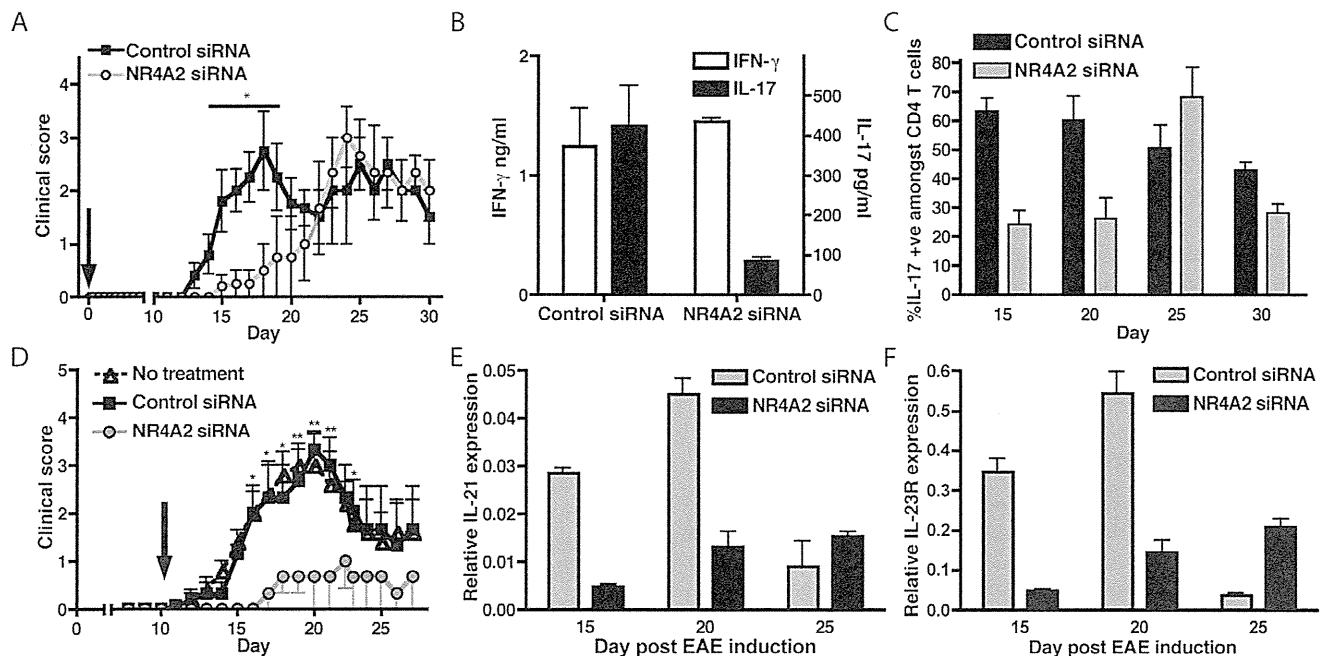 A
Control siRNA
NR4A2 siRNA
*
Clinical score
5
4
3
2
1
0
0 10 15 20 25 30
Day
B
IFN-γ
IL-17
IFN-γ ng/ml
2
1
0
IL-17 pg/ml
500
400
300
200
100
0
Control siRNA NR4A2 siRNA
C
Control siRNA
NR4A2 siRNA
%IL-17 +ve amongst CD4 T cells
80
70
60
50
40
30
20
10
0
15 20 25 30
Day
D
No treatment
Control siRNA
NR4A2 siRNA
* * * ** ** ** *
Clinical score
5
4
3
2
1
0
0 10 15 20 25
Day
E
Control siRNA
NR4A2 siRNA
Relative IL-21 expression
0.05
0.04
0.03
0.02
0.01
0.00
15 20 25
Day post EAE induction
F
Control siRNA
NR4A2 siRNA
Relative IL-23R expression
0.6
0.5
0.4
0.3
0.2
0.1
0.0
15 20 25
Day post EAE induction